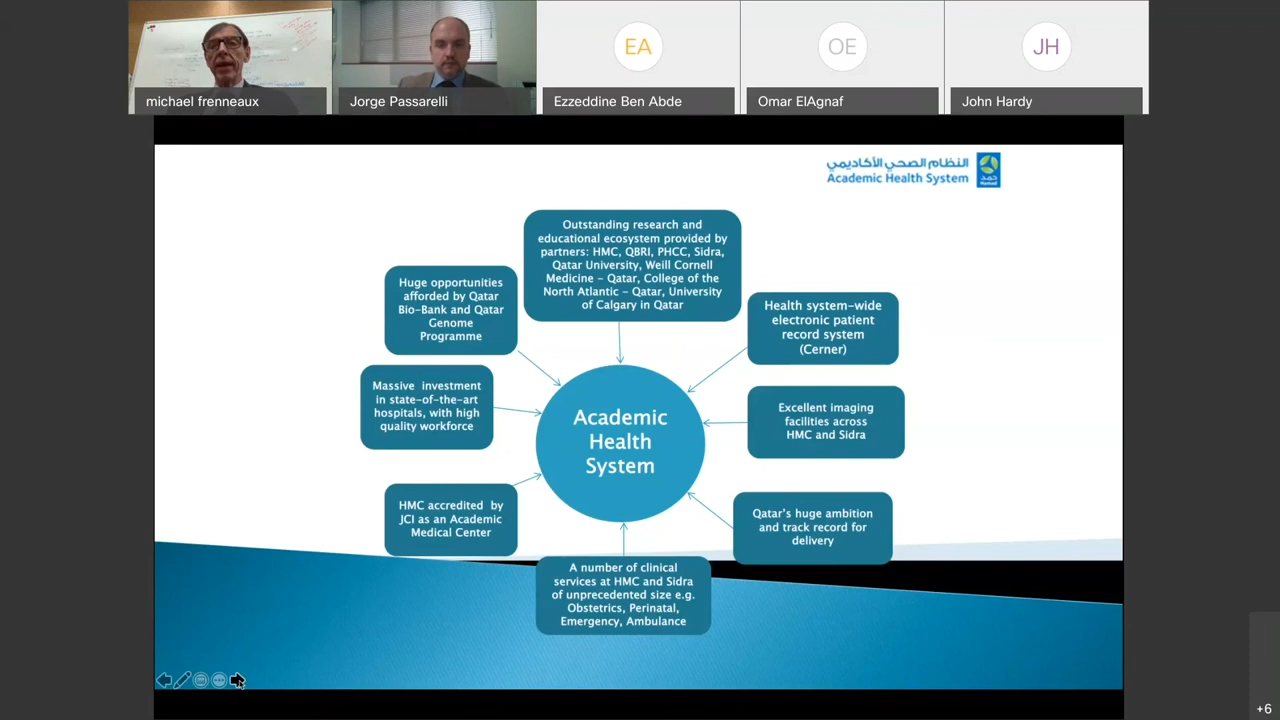 michael frenneaux
Jorge Passarelli
EA
Ezzeddine Ben Abde
OE
Omar ElAgnaf
JH
John Hardy
النظام الصحي الأكاديمي
Academic Health System
حمد
Hamad
Outstanding research and
educational ecosystem provided by
partners: HMC, QBRI, PHCC, Sidra,
Qatar University, Weill Cornell
Medicine – Qatar, College of the
North Atlantic – Qatar, University
of Calgary in Qatar
Huge opportunities
afforded by Qatar
Bio-Bank and Qatar
Genome
Programme
Health system-wide
electronic patient
record system
(Cerner)
Massive investment
in state-of-the-art
hospitals, with high
quality workforce
Academic
Health
System
Excellent imaging
facilities across
HMC and Sidra
HMC accredited by
JCI as an Academic
Medical Center
Qatar's huge ambition
and track record for
delivery
A number of clinical
services at HMC and Sidra
of unprecedented size e.g.
Obstetrics, Perinatal,
Emergency, Ambulance
+6